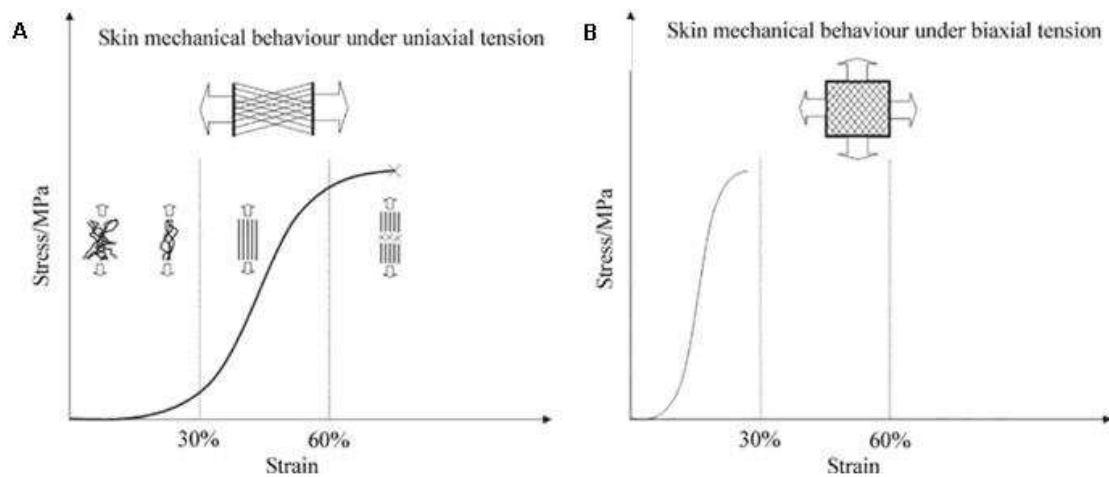 A
Skin mechanical behaviour under uniaxial tension
Stress/MPa
30%
60%
Strain
B
Skin mechanical behaviour under biaxial tension
Stress/MPa
30%
60%
Strain